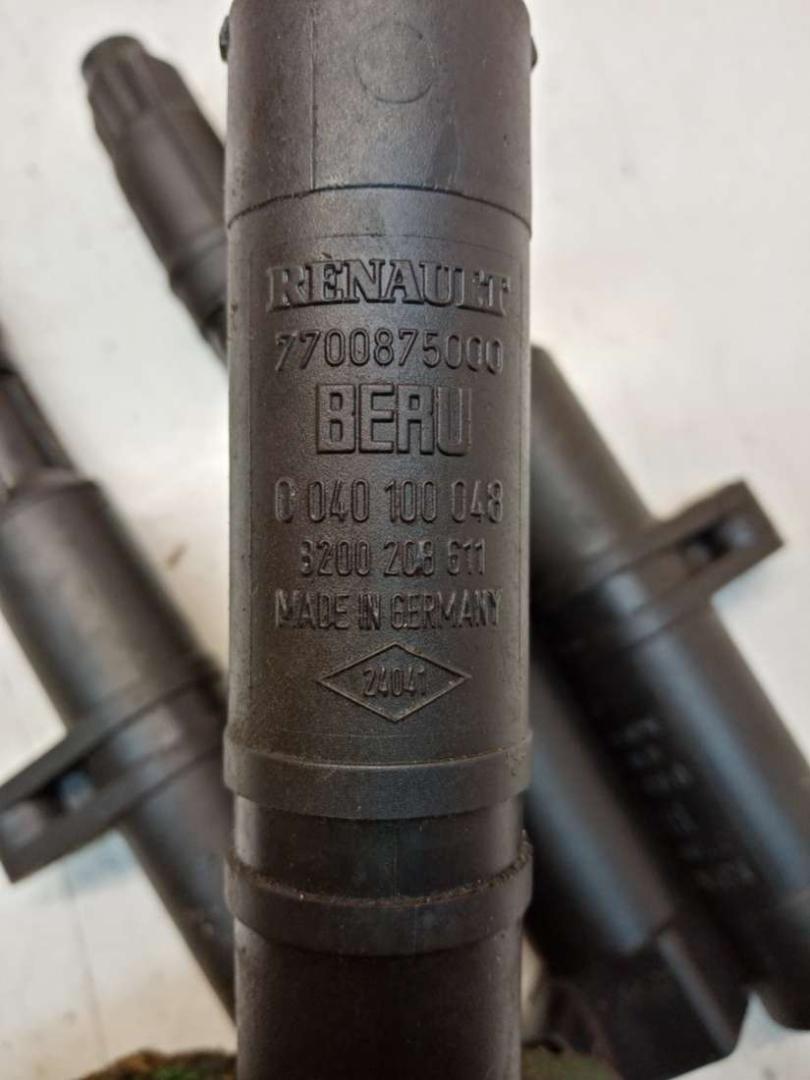 RENAULT
7700875000
BERU
0 040 100 048
8200 208 611
MADE IN GERMANY
24041